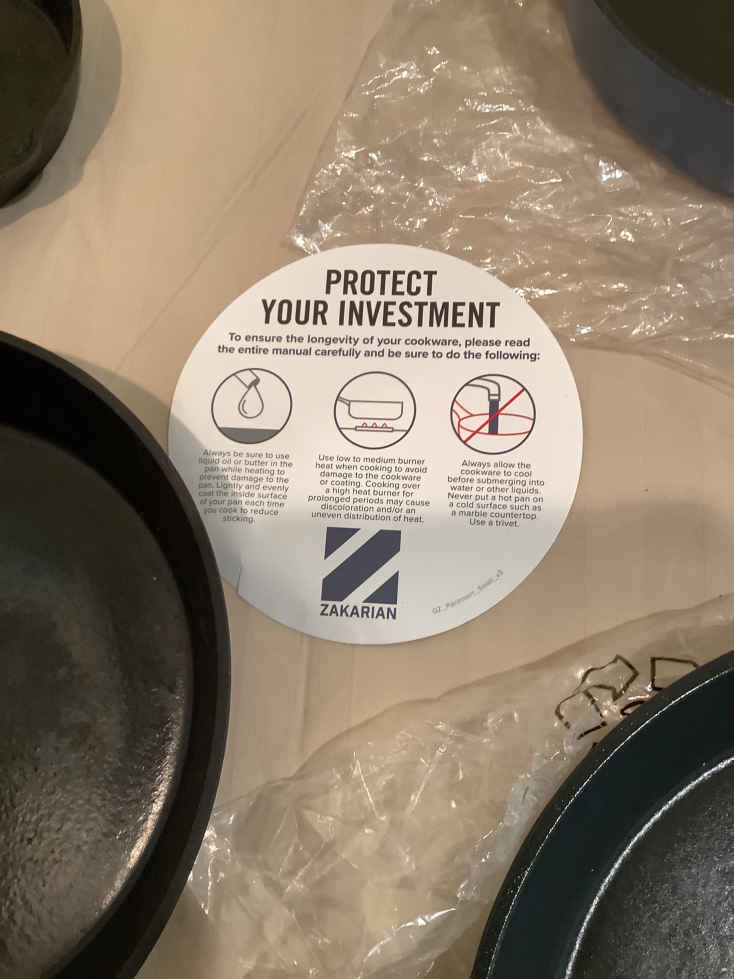 PROTECT
YOUR INVESTMENT
To ensure the longevity of your cookware, please read
the entire manual carefully and be sure to do the following:
Always be sure to use
liquid oil or butter in the
pan while heating to
prevent damage to the
pan. Lightly and evenly
coat the inside surface
of your pan each time
you cook to reduce
sticking.
Use low to medium burner
heat when cooking to avoid
damage to the cookware
or coating. Cooking over
a high heat burner for
prolonged periods may cause
discoloration and/or an
uneven distribution of heat.
Always allow the
cookware to cool
before submerging into
water or other liquids.
Never put a hot pan on
a cold surface such as
a marble countertop.
Use a trivet.
ZAKARIAN